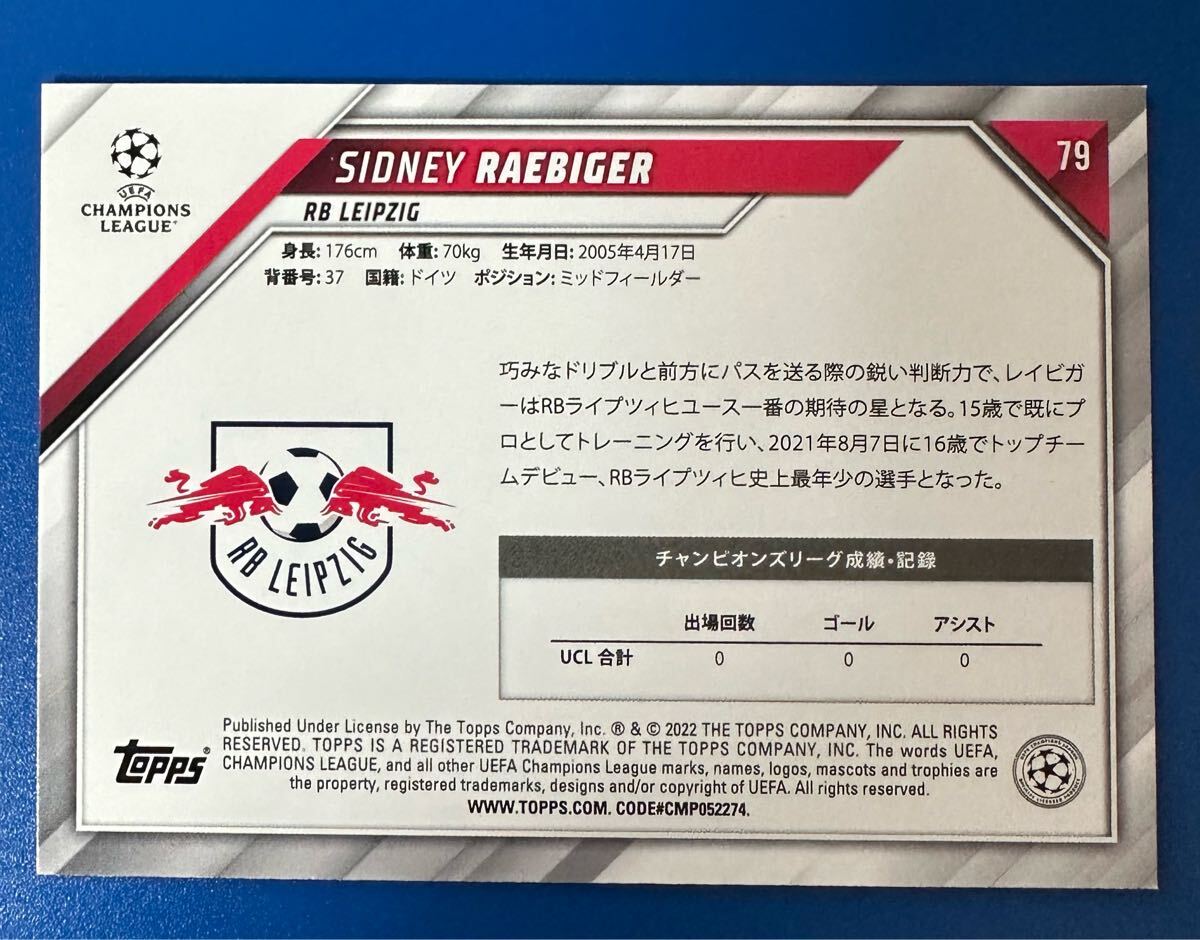 UEFA
CHAMPIONS
LEAGUE
SIDNEY RAEBIGER
79
RB LEIPZIG
身長: 176cm 体重: 70kg 生年月日: 2005年4月17日
背番号: 37 国籍: ドイツ ポジション: ミッドフィールダー
巧みなドリブルと前方にパスを送る際の鋭い判断力で、レイビガ
ーはRBライプツィヒユース一番の期待の星となる。15歳で既にプ
ロとしてトレーニングを行い、2021年8月7日に16歳でトップチー
ムデビュー、RBライプツィヒ史上最年少の選手となった。
RB LEIPZIG
チャンピオンズリーグ成績・記録
出場回数 ゴール アシスト
UCL 合計 0 0 0
topps®
Published Under License by The Topps Company, Inc. ® & © 2022 THE TOPPS COMPANY, INC. ALL RIGHTS
RESERVED. TOPPS IS A REGISTERED TRADEMARK OF THE TOPPS COMPANY, INC. The words UEFA,
CHAMPIONS LEAGUE, and all other UEFA Champions League marks, names, logos, mascots and trophies are
the property, registered trademarks, designs and/or copyright of UEFA. All rights reserved.
WWW.TOPPS.COM. CODE#CMP052274.